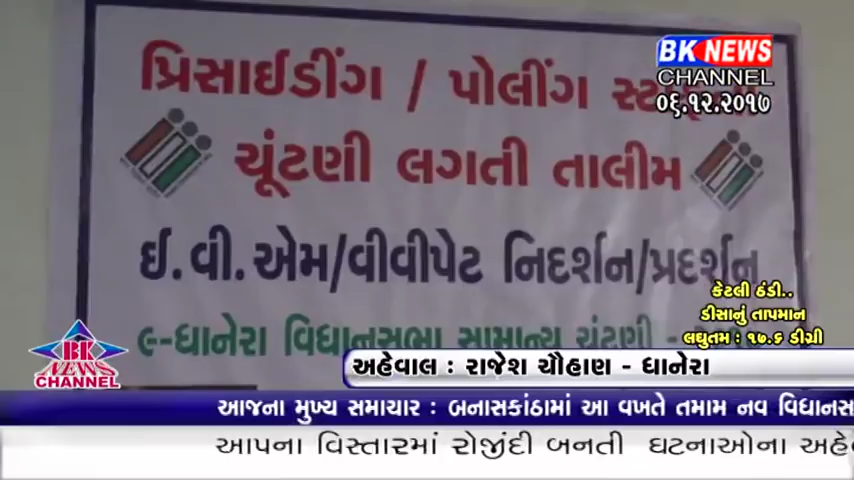 BK NEWS
CHANNEL
૦૬.૧૨.૨૦૧૭
પ્રિસાઈડીંગ / પોલીંગ
ચૂંટણી લગતી તાલીમ
ઈ.વી.એમ/વીવીપેટ નિદર્શન/પ્રદર્શન
૯-ધાનેરા વિધાનસભા સામાન્ય ચૂંટણી -
કેટલી ઠંડી..
ડીસાનું તાપમાન
લઘુતમ : ૧૭.૬ ડીગ્રી
BK
NEWS
CHANNEL
અહેવાલ : રાજેશ ચૌહાણ - ધાનેરા
આજના મુખ્ય સમાચાર : બનાસકાંઠામાં આ વખતે તમામ નવ વિધાનસ
આપના વિસ્તારમાં રોજીંદી બનતી ઘટનાઓના અહે